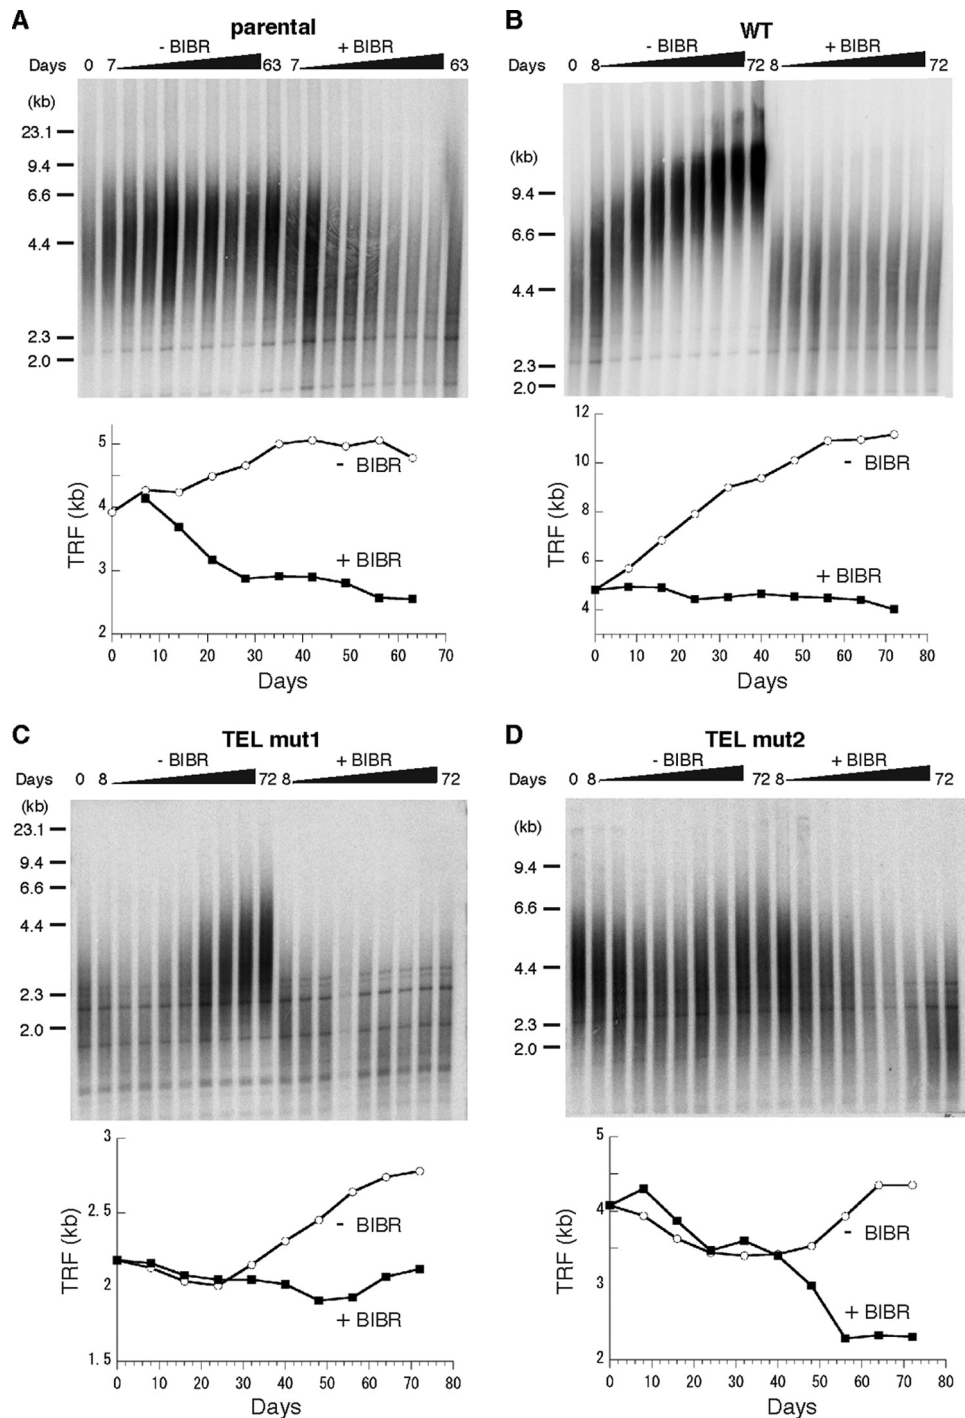 A
parental
- BIBR
+ BIBR
Days 0 7 63 7 63
(kb)
23.1
9.4
6.6
4.4
2.3
2.0
TRF (kb)
5
4
3
2
- BIBR
+ BIBR
0 10 20 30 40 50 60 70
Days
B
WT
- BIBR
+ BIBR
Days 0 8 72 8 72
(kb)
9.4
6.6
4.4
2.3
2.0
TRF (kb)
12
10
8
6
4
- BIBR
+ BIBR
0 10 20 30 40 50 60 70 80
Days
C
TEL mut1
- BIBR
+ BIBR
Days 0 8 72 8 72
(kb)
23.1
9.4
6.6
4.4
2.3
2.0
TRF (kb)
3
2.5
2
1.5
- BIBR
+ BIBR
0 10 20 30 40 50 60 70 80
Days
D
TEL mut2
- BIBR
+ BIBR
Days 0 8 72 8 72
(kb)
9.4
6.6
4.4
2.3
2.0
TRF (kb)
5
4
3
2
- BIBR
+ BIBR
0 10 20 30 40 50 60 70 80
Days